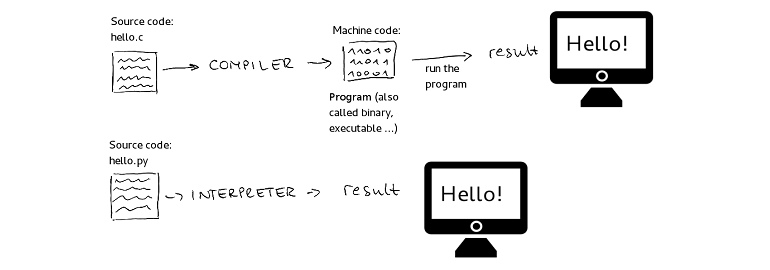 Source code:
hello.c
COMPILER
Machine code:
11010
11011
10001
Program (also
called binary,
executable ...)
run the
program
result
Hello!
Source code:
hello.py
INTERPRETER
result
Hello!